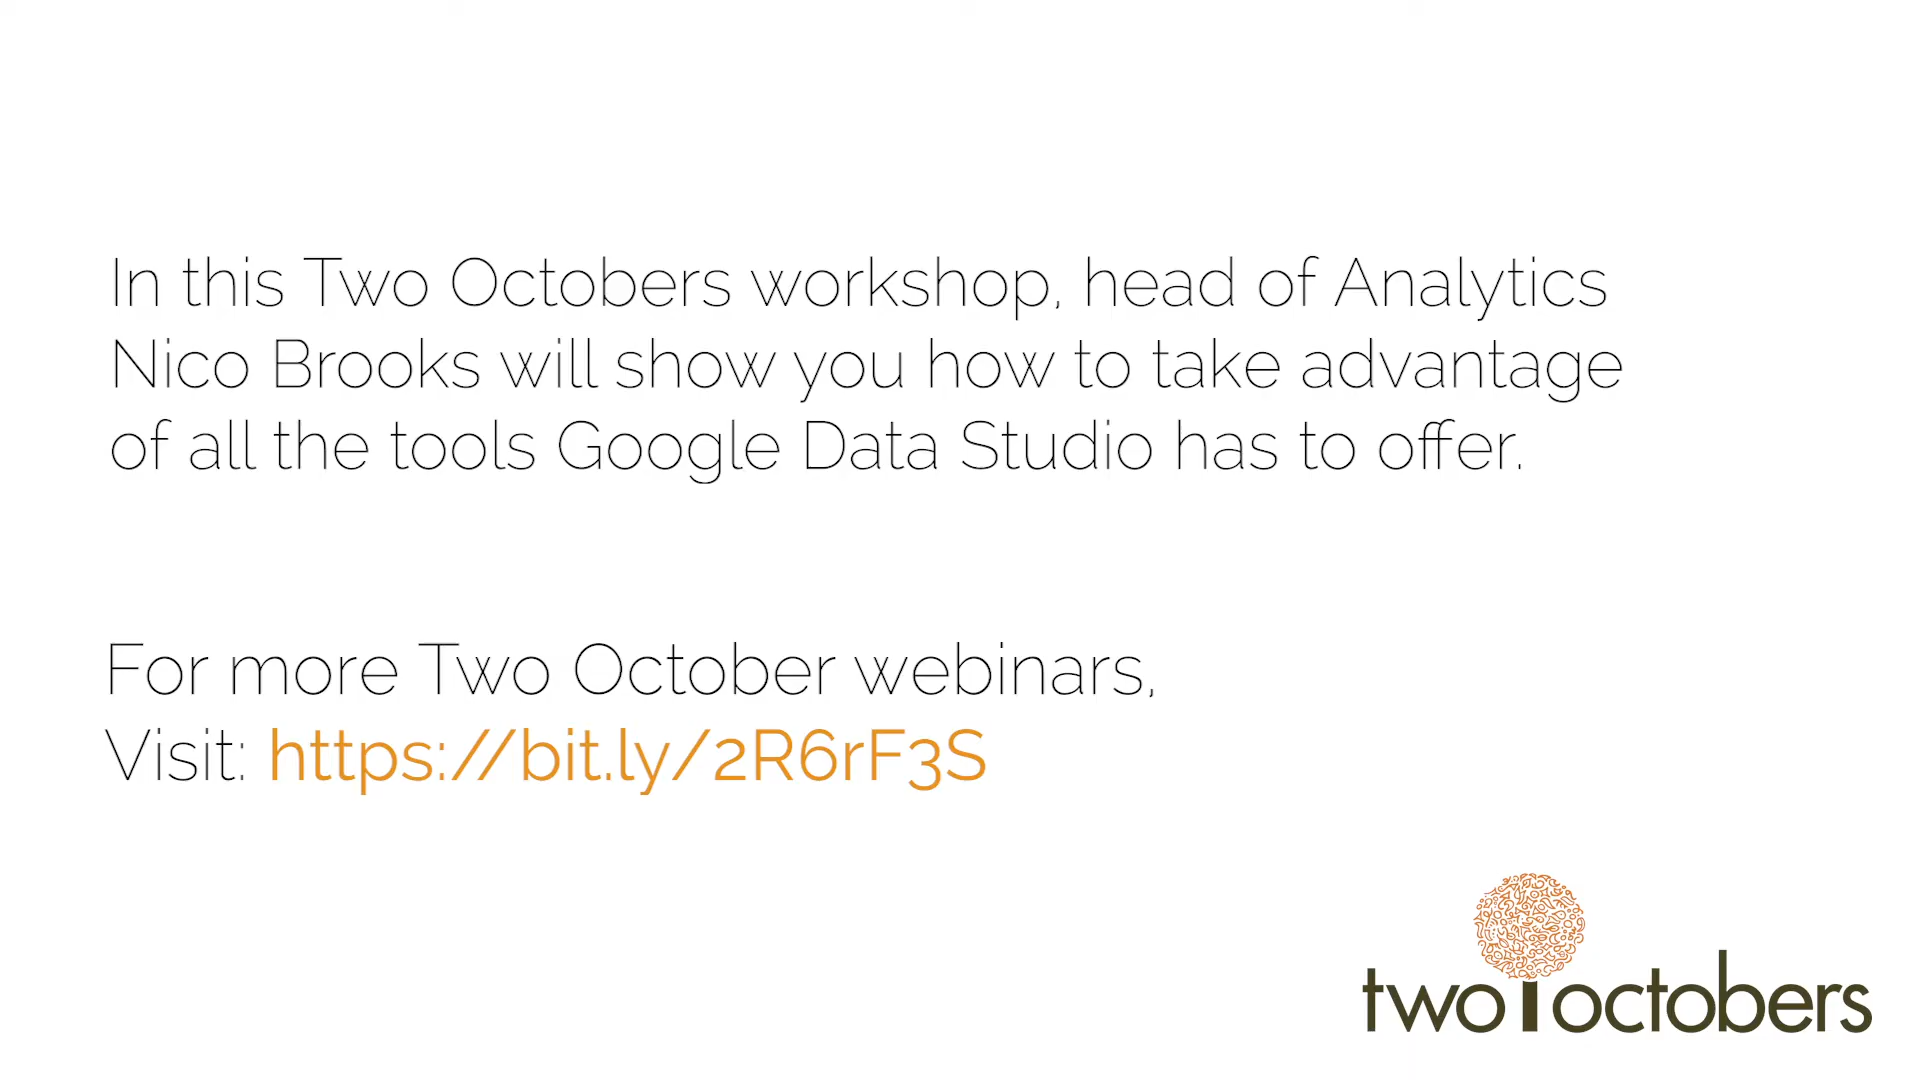 In this Two Octobers workshop, head of Analytics
Nico Brooks will show you how to take advantage
of all the tools Google Data Studio has to offer.
For more Two October webinars,
Visit: https://bit.ly/2R6rF3S
two octobers